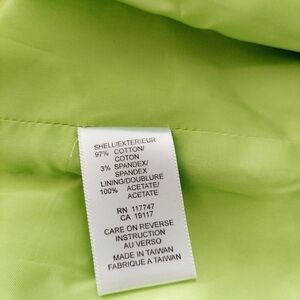 SHELL/EXTERIEUR
97% COTTON/
COTON
3% SPANDEX/
SPANDEX
LINING/DOUBLURE
100% ACETATE/
ACETATE
RN 117747
CA 19117
CARE ON REVERSE
INSTRUCTION
AU VERSO
MADE IN TAIWAN
FABRIQUE A TAIWAN